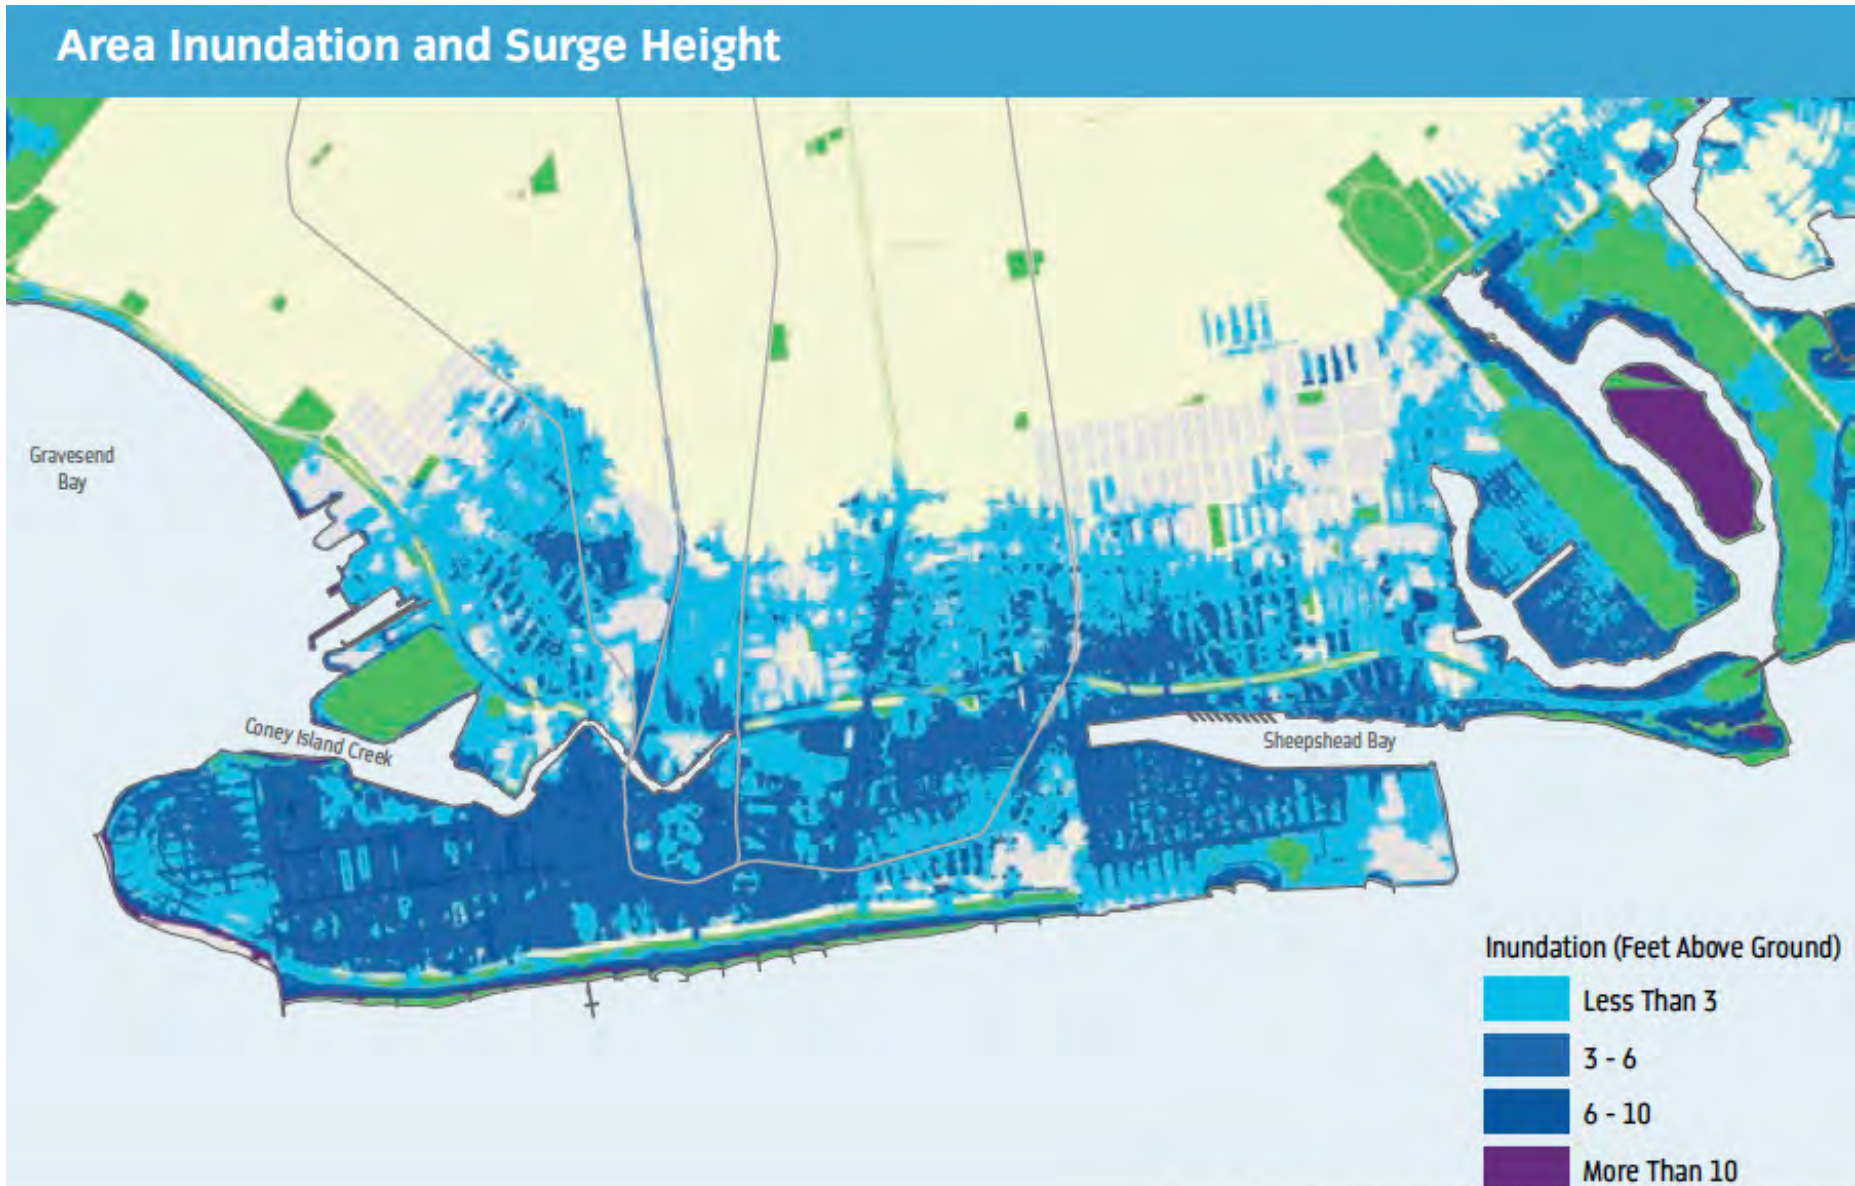 Area Inundation and Surge Height
Gravesend
Bay
Coney Island Creek
Sheepshead Bay
Inundation (Feet Above Ground)
Less Than 3
3 - 6
6 - 10
More Than 10